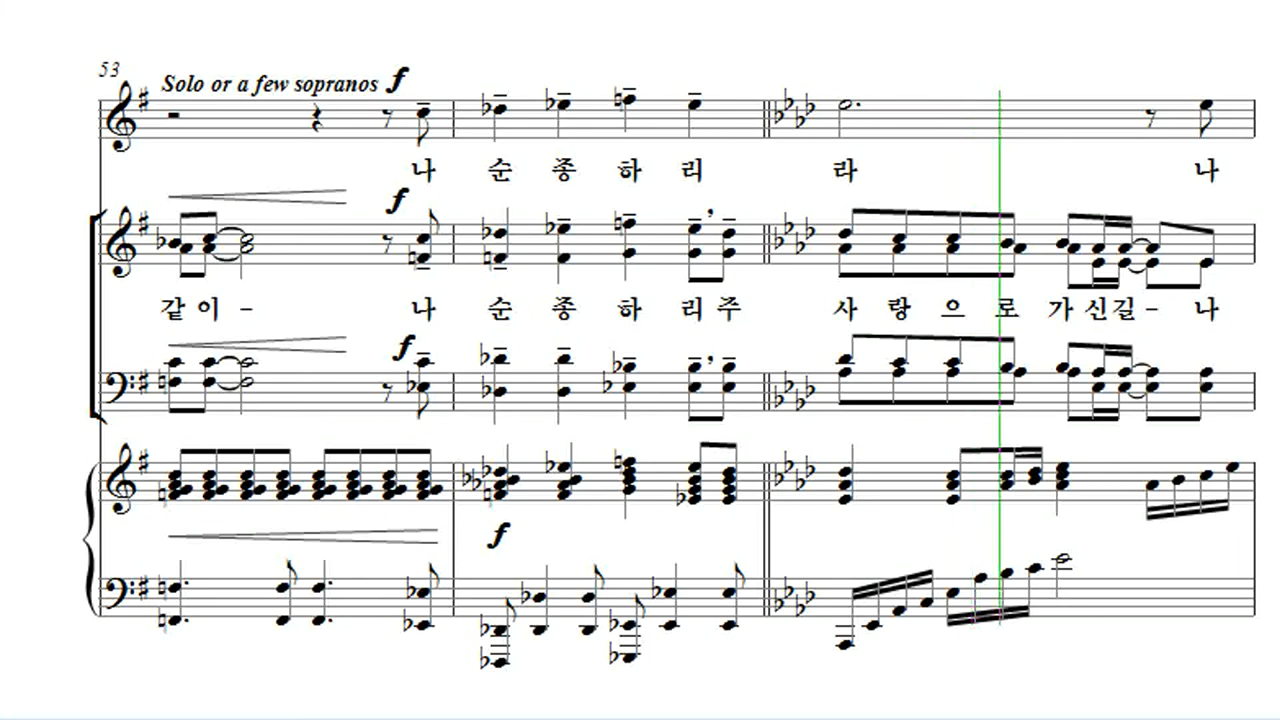 53
Solo or a few sopranos f
나 순 종 하 리 라 나
f
같 이 - 나 순 종 하 리 주 사 랑 으 로 가 신 길 - 나
f
f